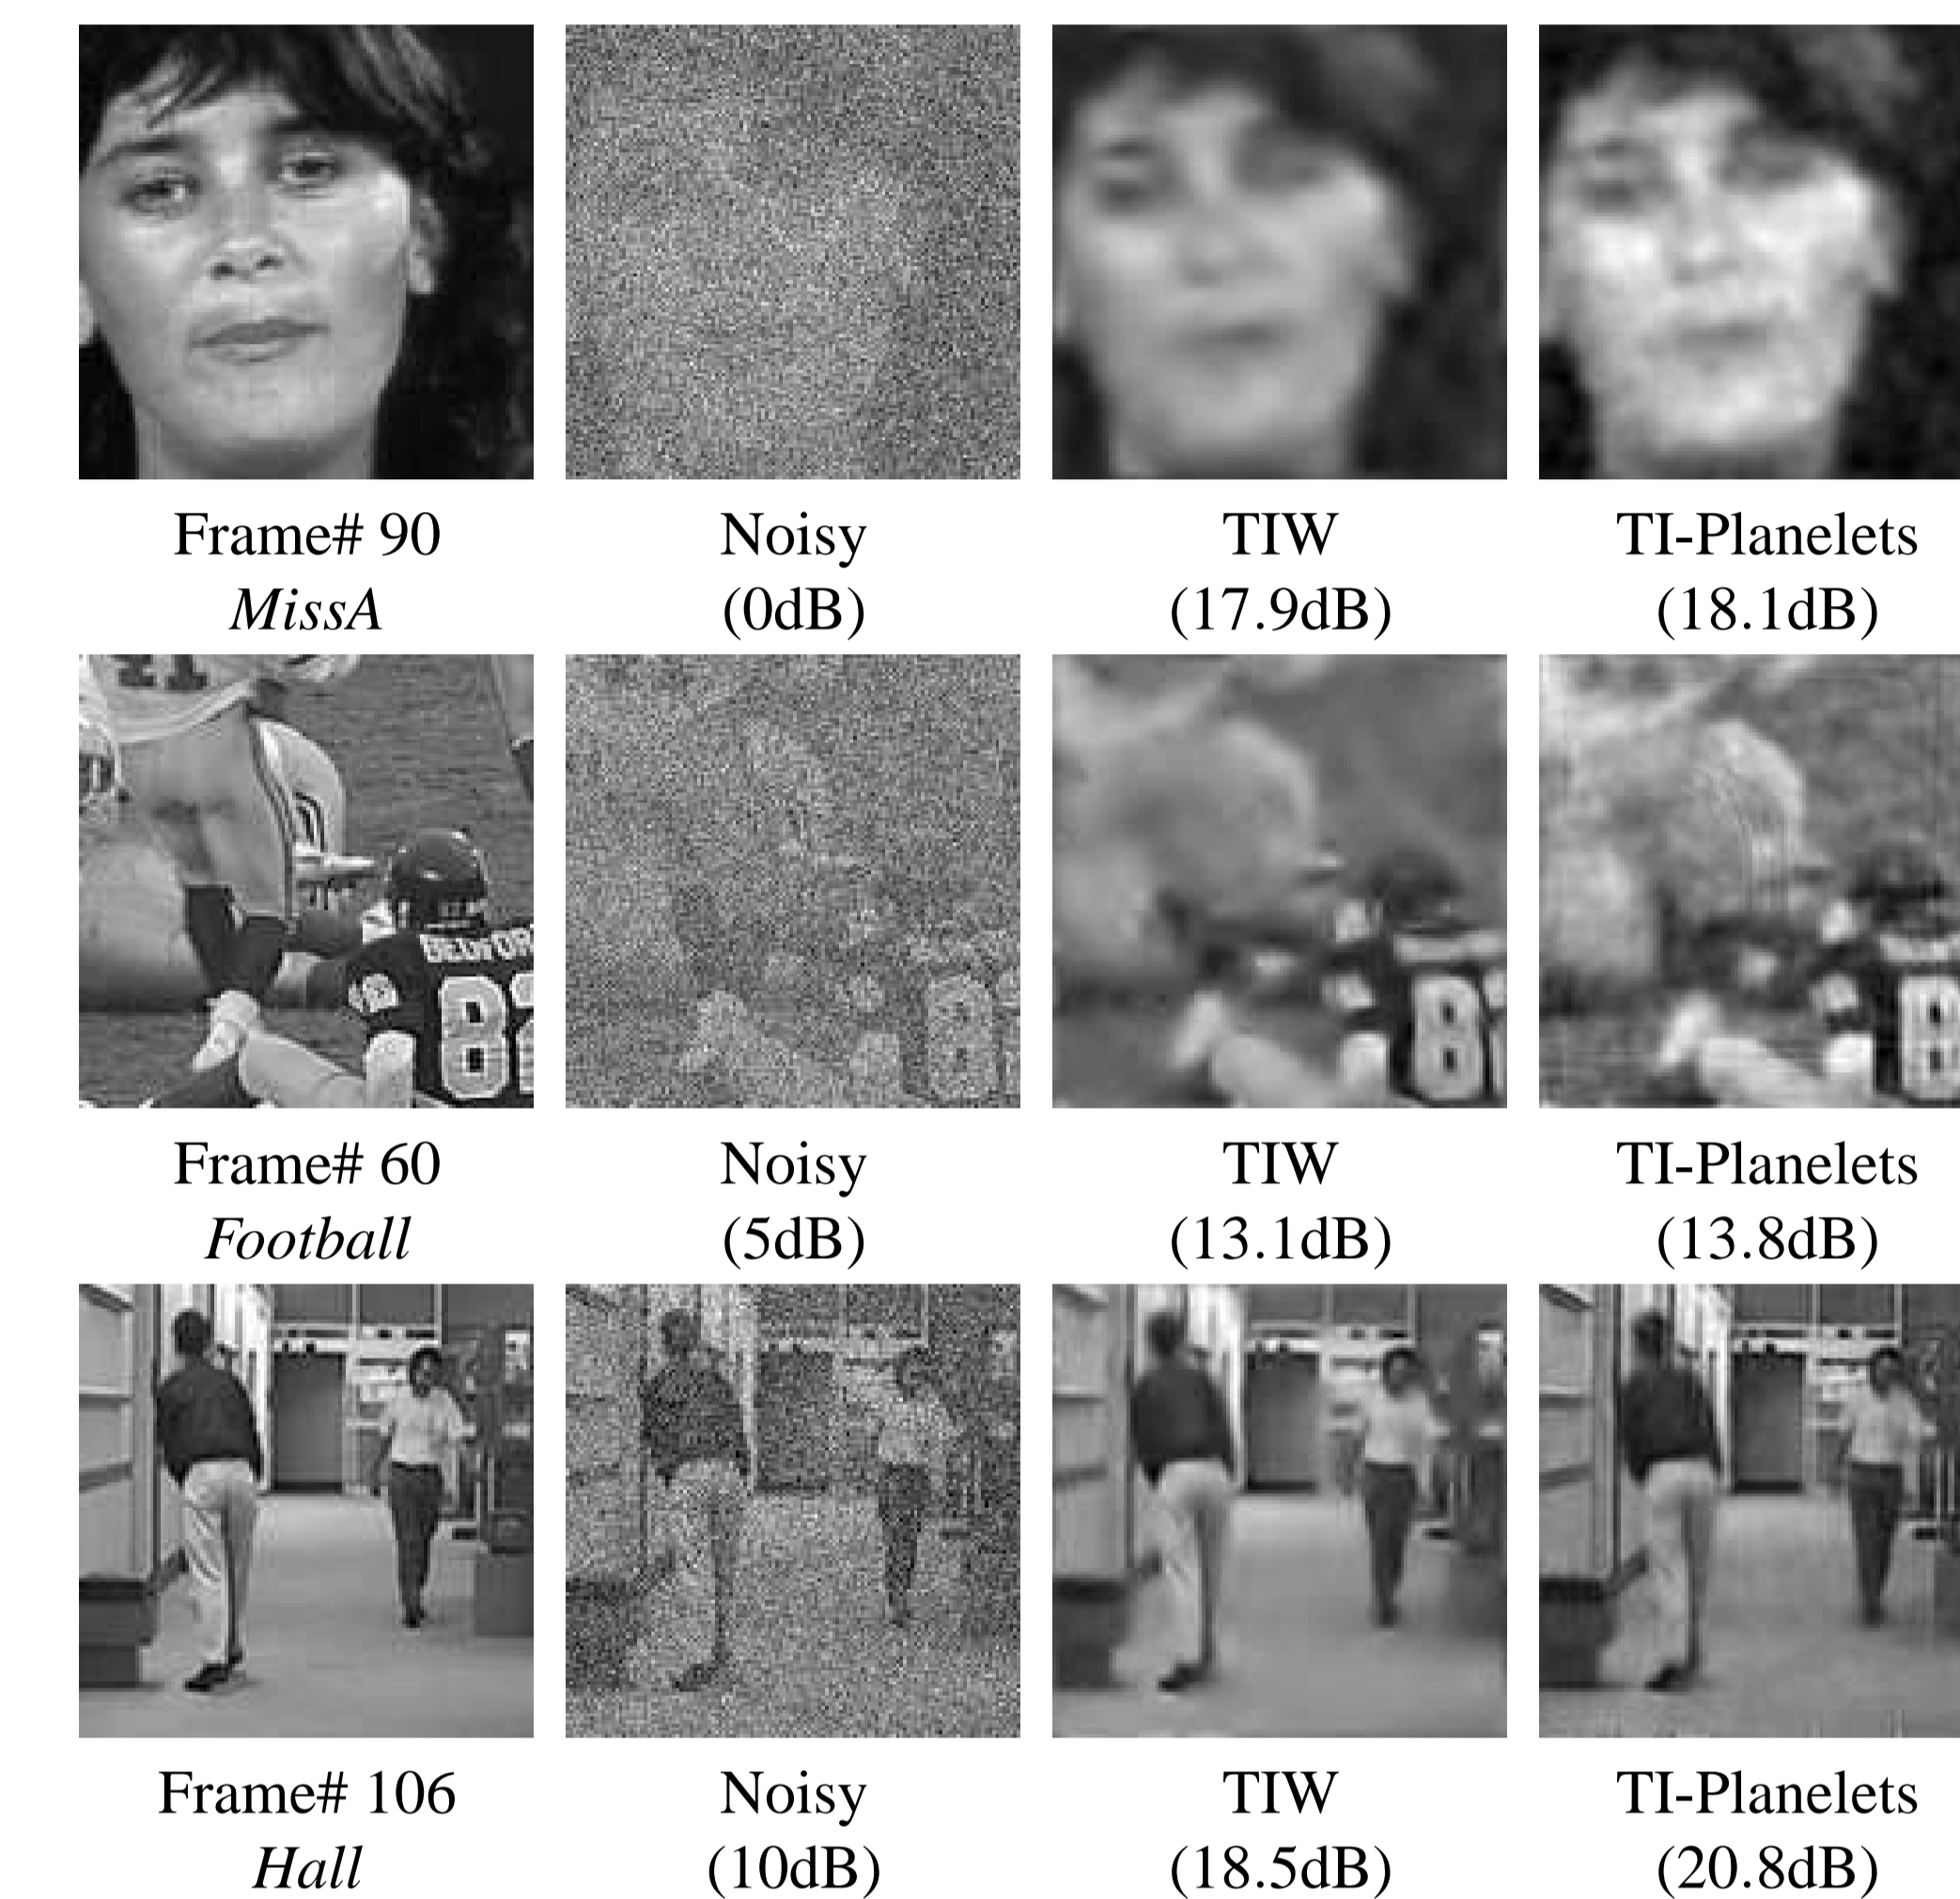 Frame# 90 Noisy TIW TI-Planelets
MissA (0dB) (17.9dB) (18.1dB)
82
Frame# 60 Noisy TIW TI-Planelets
Football (5dB) (13.1dB) (13.8dB)
Frame# 106 Noisy TIW TI-Planelets
Hall (10dB) (18.5dB) (20.8dB)